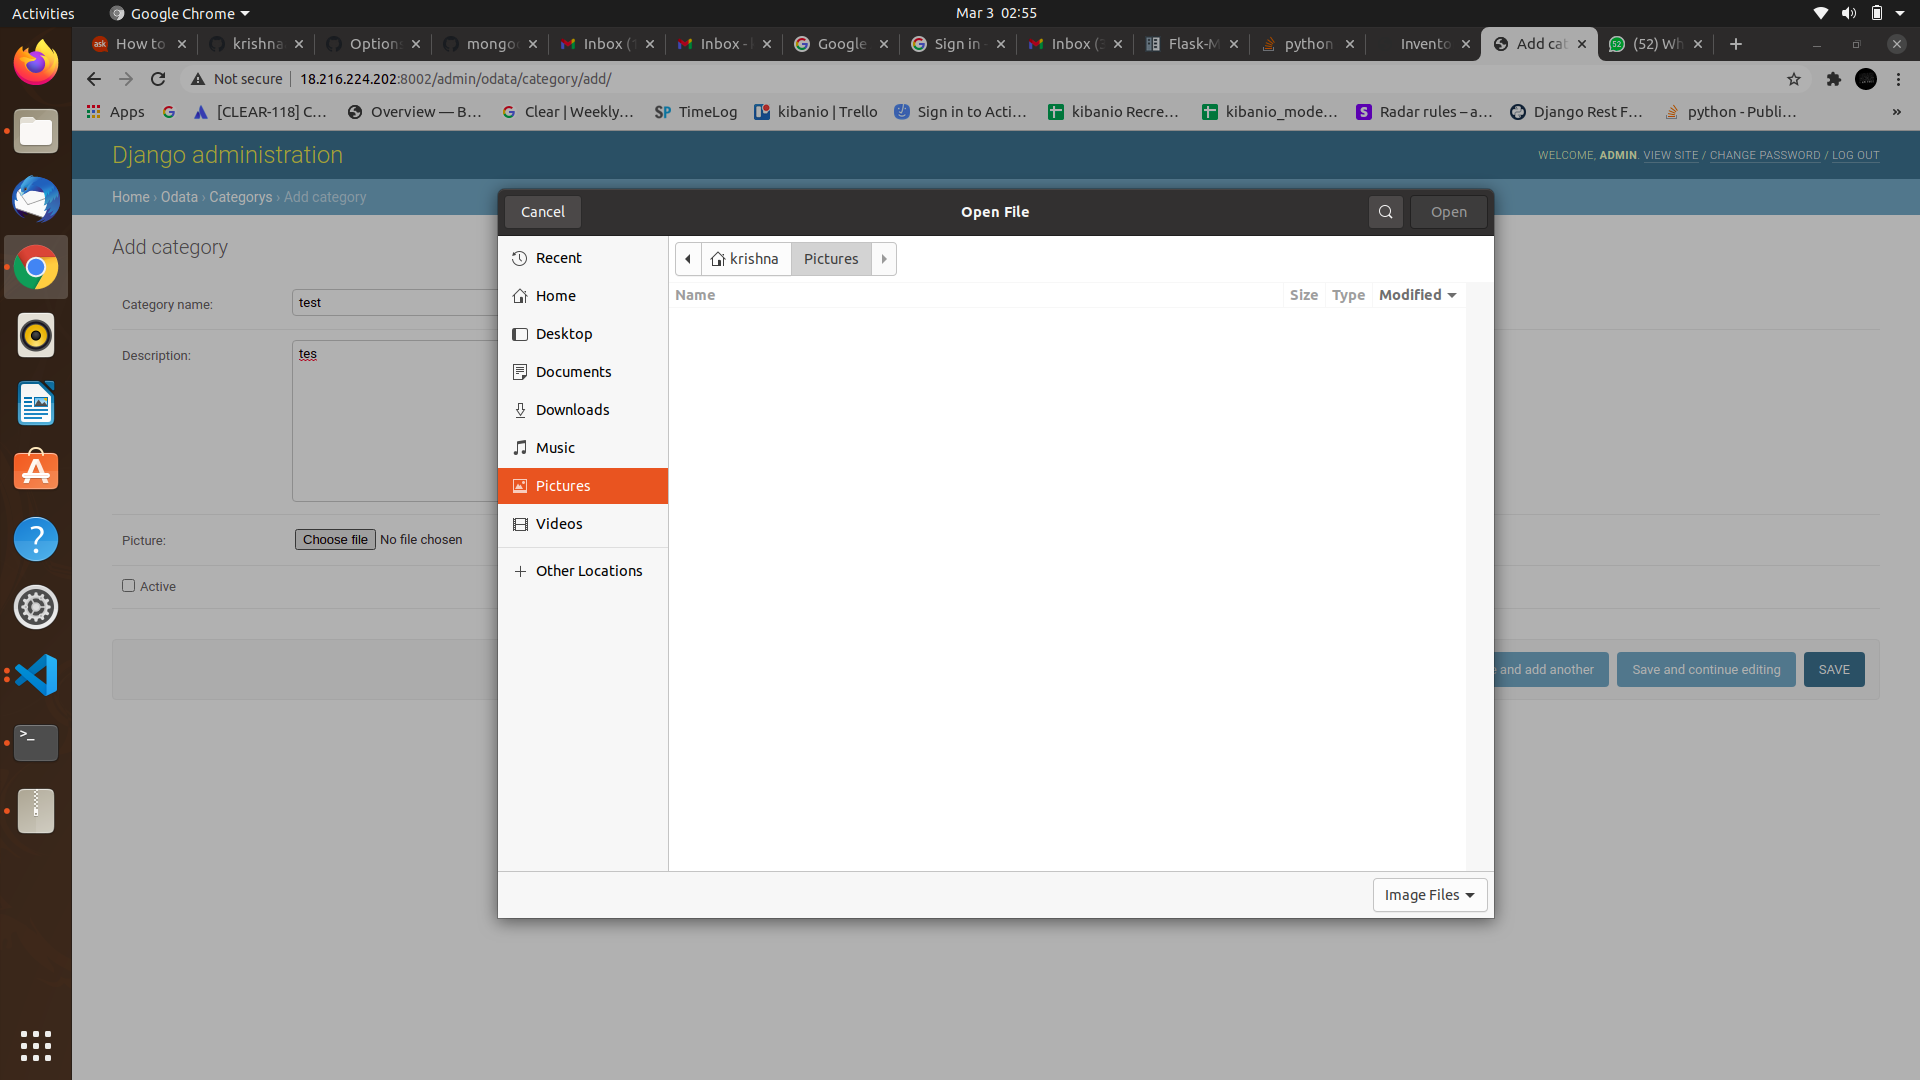 Activities
Google Chrome
Mar 3 02:55
How to
krishna
Options
mongo
Inbox (1
Inbox -
Google
Sign in -
Inbox (3
Flask-M
python
Invento
Add cat
(52) Wh
Not secure
18.216.224.202:8002/admin/odata/category/add/
Apps
[CLEAR-118] C...
Overview — B...
Clear | Weekly...
TimeLog
kibanio | Trello
Sign in to Acti...
kibanio Recre...
kibanio_mode...
Radar rules – a...
Django Rest F...
python - Publi...
»
Django administration
WELCOME, ADMIN. VIEW SITE / CHANGE PASSWORD / LOG OUT
Home › Odata › Categorys › Add category
Add category
Category name:
test
Description:
tes
Picture:
Choose file
No file chosen
Active
and add another
Save and continue editing
SAVE
Cancel
Open File
Open
Recent
Home
Desktop
Documents
Downloads
Music
Pictures
Videos
Other Locations
krishna
Pictures
Name
Size
Type
Modified
Image Files